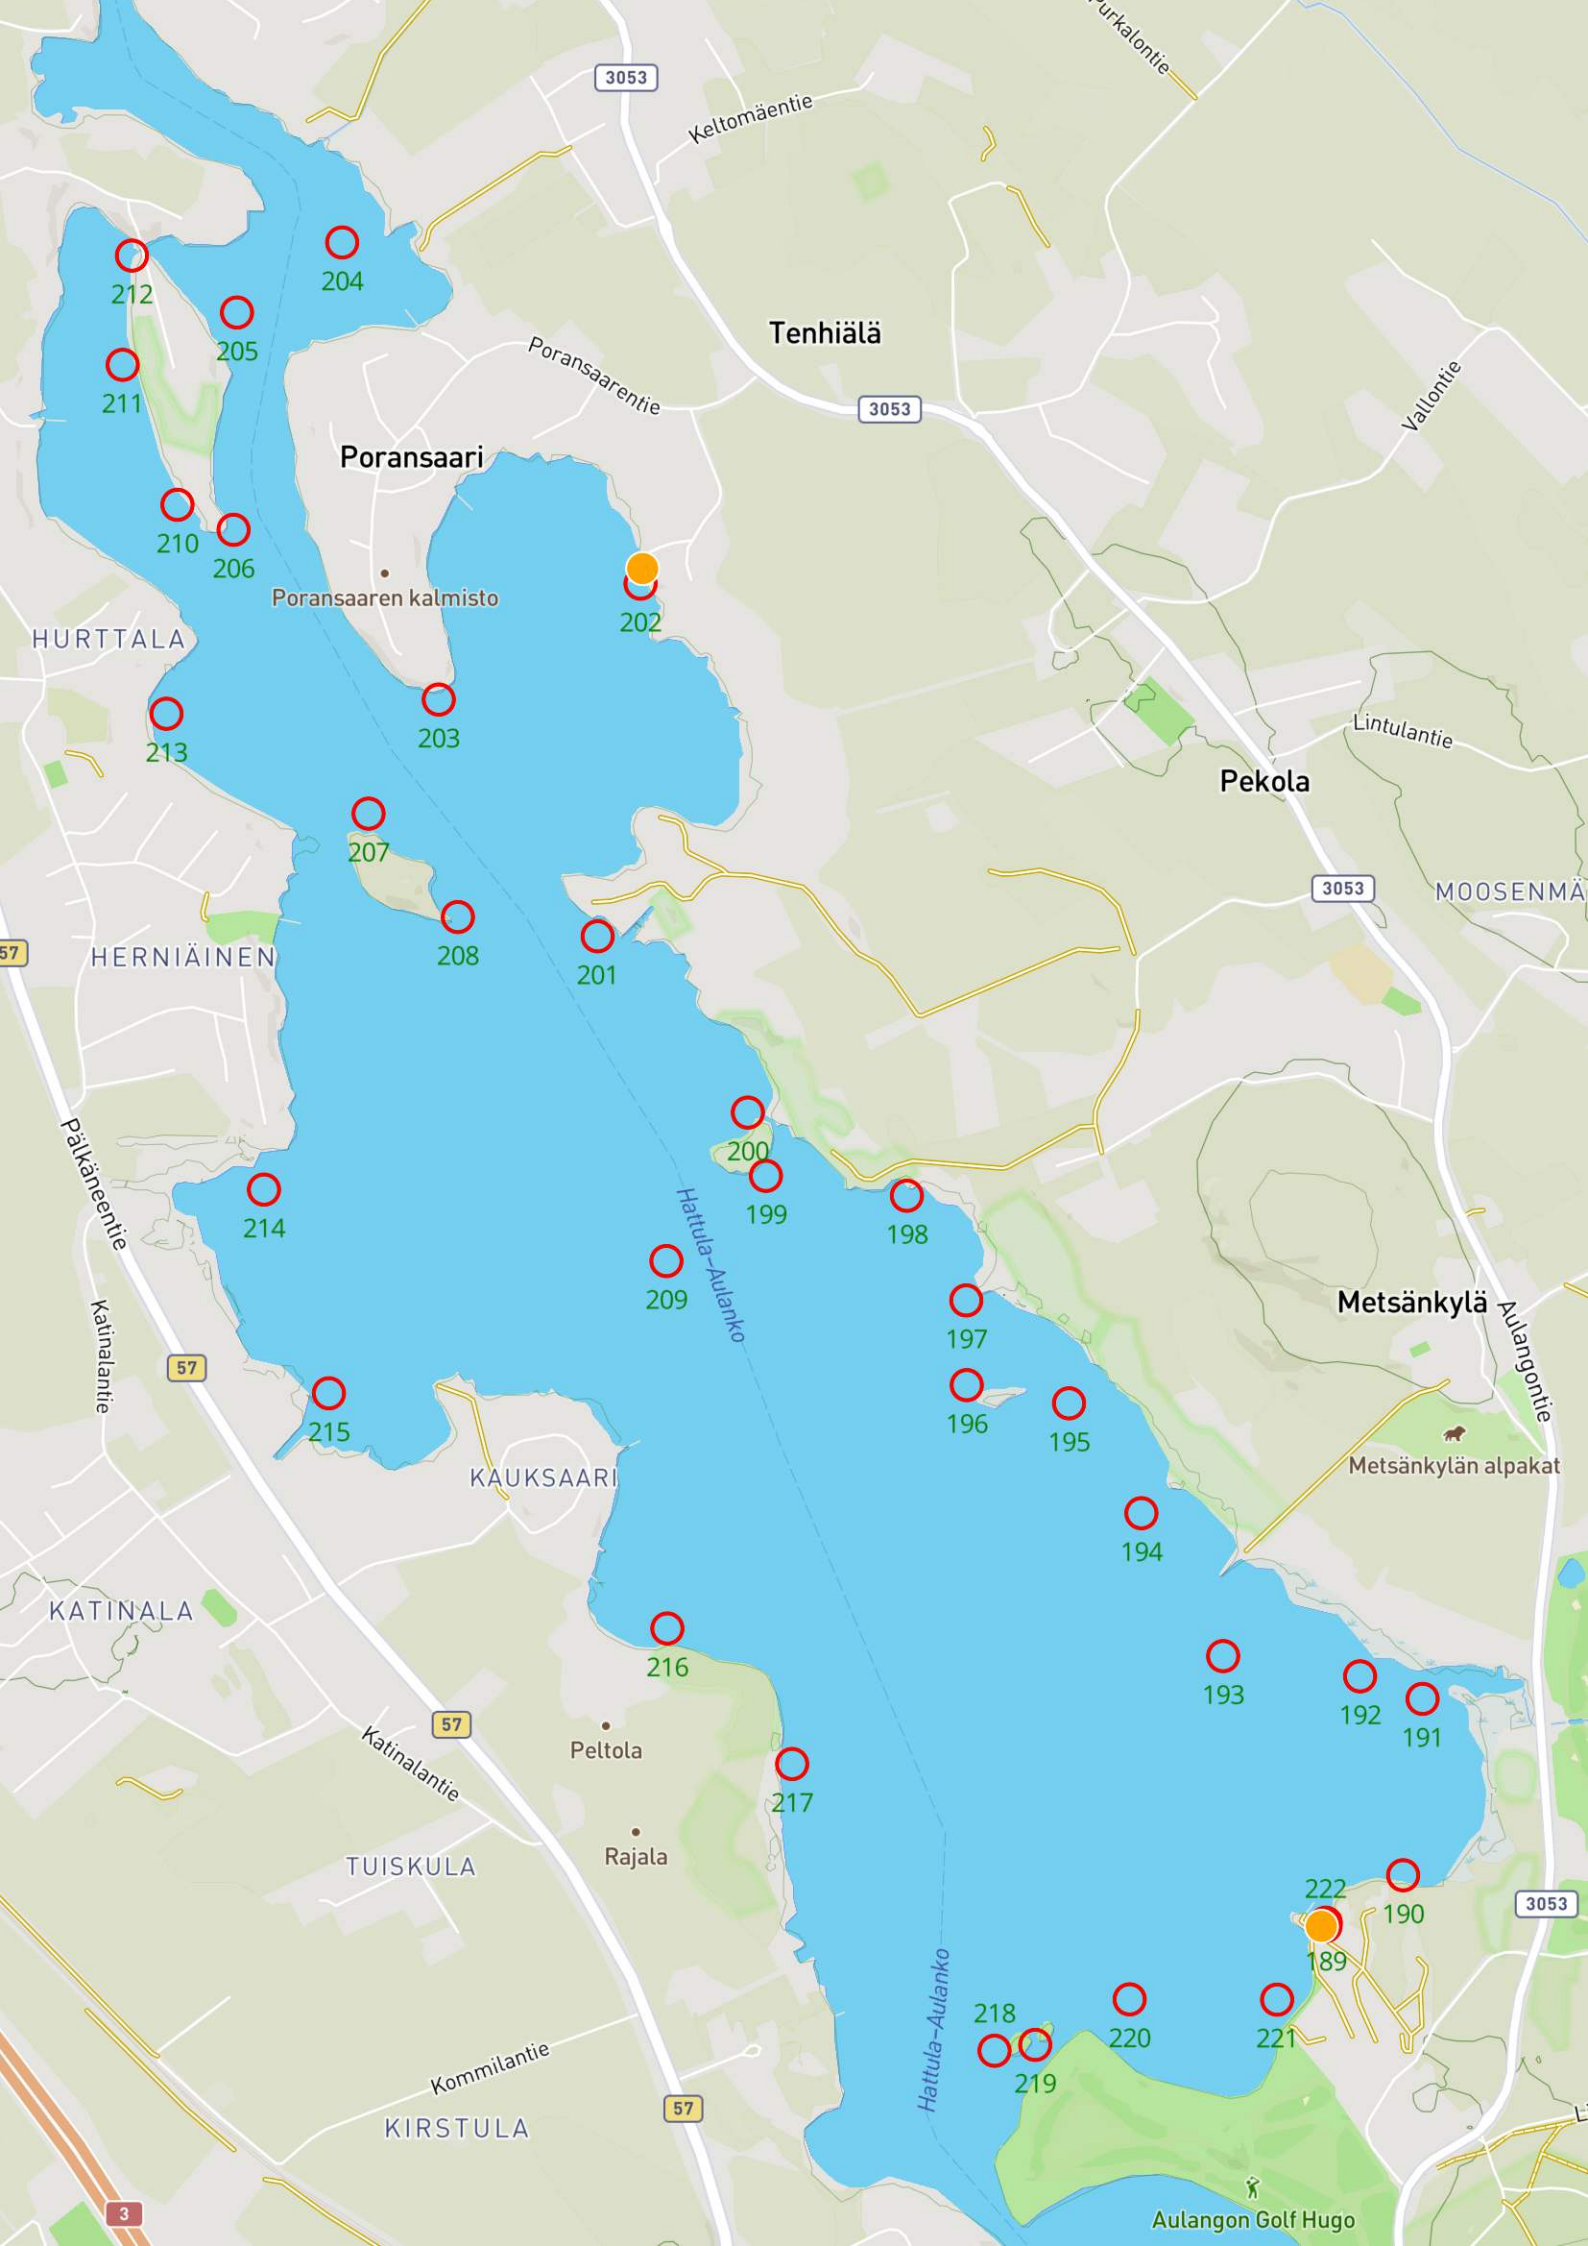 Purkalontie
3053
Keltomäentie
204
212
205
Tenhiälä
Poransaarentie
211
3053
Vallontie
Poransaari
210
206
Poransaaren kalmisto
202
HURTTALA
203
213
Lintulantie
Pekola
207
3053
MOOSENMÄ
57
HERNIÄINEN
208
201
Pälkäneentie
200
199
214
198
Hattula–Aulanko
209
Katinalantie
197
Metsänkylä
Aulangontie
57
215
196
195
Metsänkylän alpakat
KAUKSAARI
194
KATINALA
216
193
192
191
57
Katinalantie
Peltola
217
Rajala
TUISKULA
222
190
3053
189
Hattula–Aulanko
218
220
221
219
Kommilantie
57
KIRSTULA
Li
3
Aulangon Golf Hugo